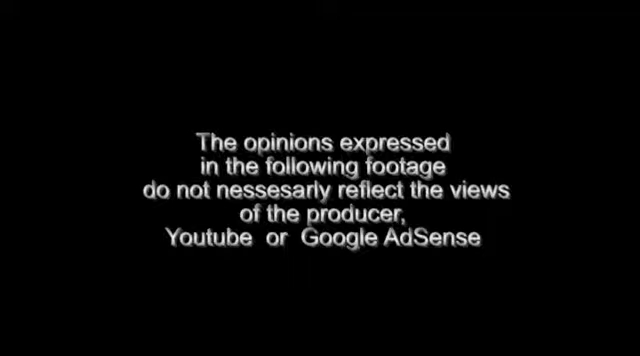 The opinions expressed
in the following footage
do not nessesarly reflect the views
of the producer,
Youtube or Google AdSense